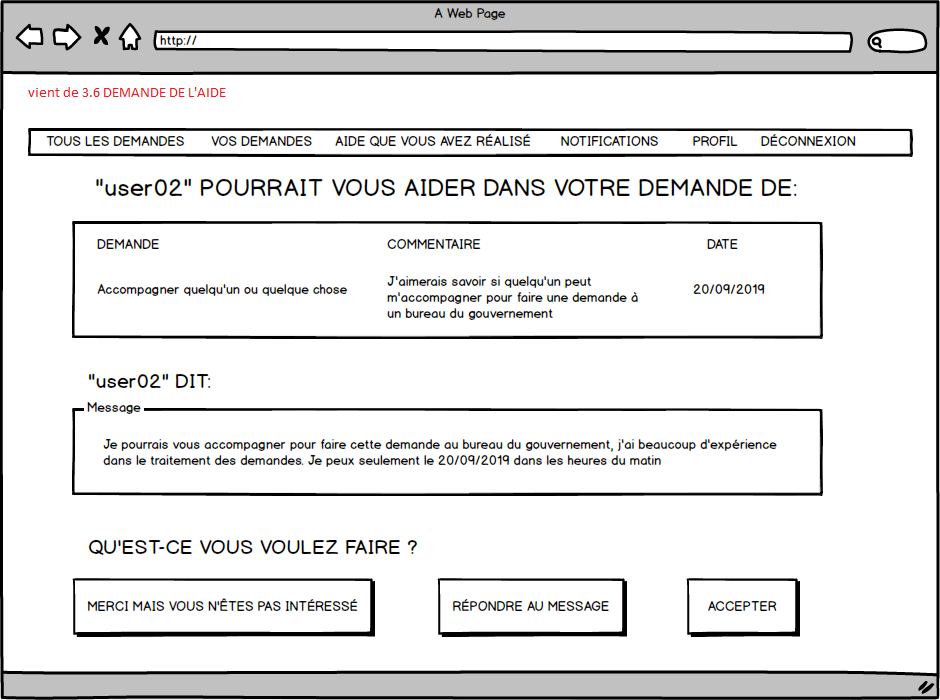 A Web Page
http://
vient de 3.6 DEMANDE DE L'AIDE
TOUS LES DEMANDES VOS DEMANDES AIDE QUE VOUS AVEZ RÉALISÉ NOTIFICATIONS PROFIL DÉCONNEXION
"user02" POURRAIT VOUS AIDER DANS VOTRE DEMANDE DE:
DEMANDE COMMENTAIRE DATE
Accompagner quelqu'un ou quelque chose
J'aimerais savoir si quelqu'un peut
m'accompagner pour faire une demande à
un bureau du gouvernement
20/09/2019
"user02" DIT:
Message
Je pourrais vous accompagner pour faire cette demande au bureau du gouvernement, j'ai beaucoup d'expérience
dans le traitement des demandes. Je peux seulement le 20/09/2019 dans les heures du matin
QU'EST-CE VOUS VOULEZ FAIRE ?
MERCI MAIS VOUS N'ÊTES PAS INTÉRESSÉ RÉPONDRE AU MESSAGE ACCEPTER